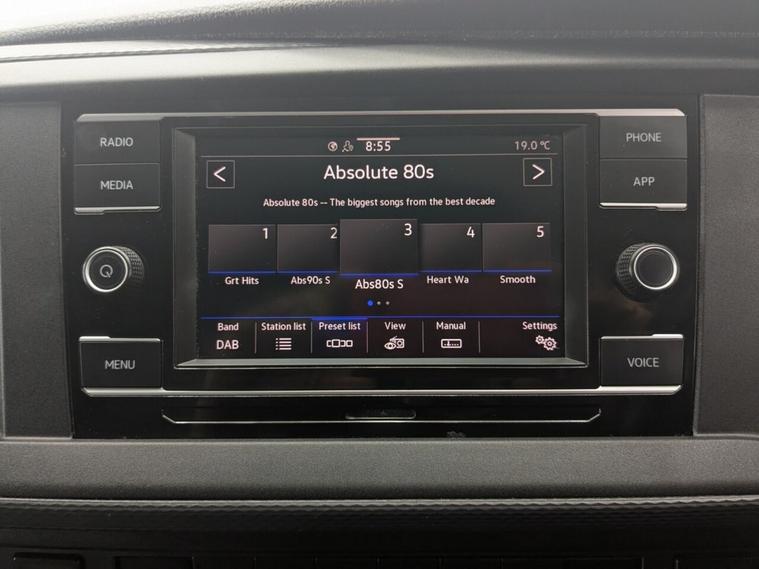 RADIO
MEDIA
MENU
PHONE
APP
VOICE
8:55
19.0 °C
< Absolute 80s >
Absolute 80s -- The biggest songs from the best decade
1 2 3 4 5
Grt Hits Abs90s S Abs80s S Heart Wa Smooth
Band Station list Preset list View Manual Settings
DAB